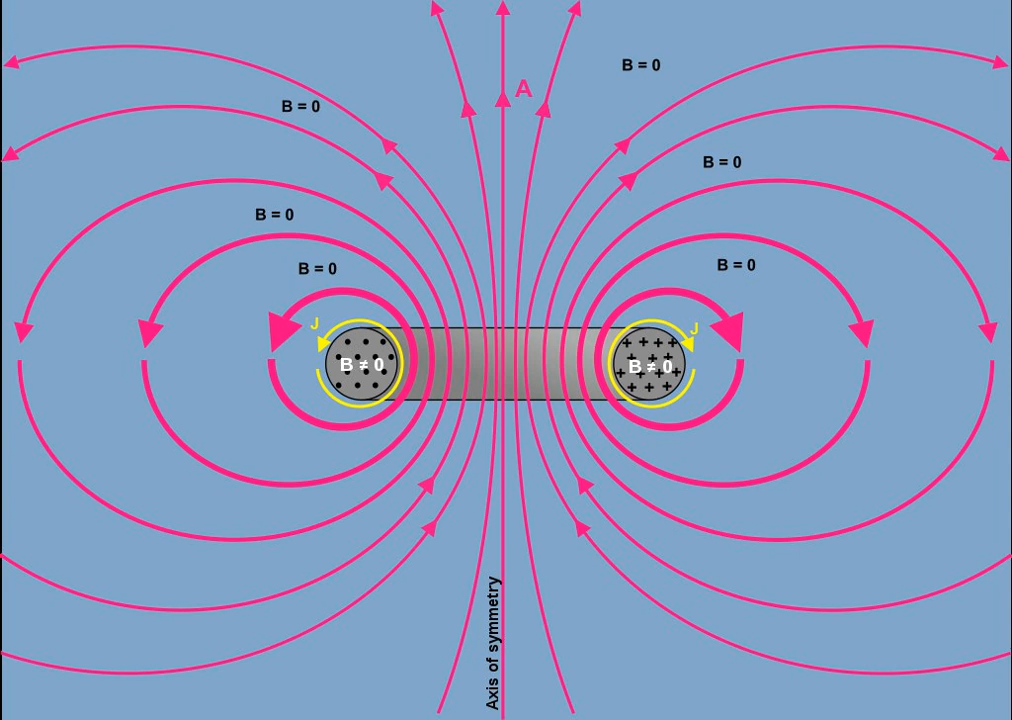 B = 0
A
B = 0
B = 0
B = 0
B = 0
B = 0
J
J
B ≠ 0
B ≠ 0
Axis of symmetry